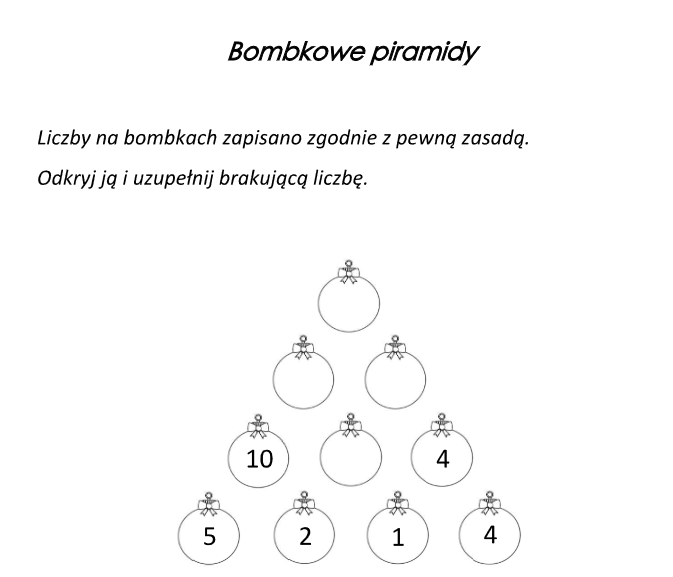 Bombkowe piramidy
Liczby na bombkach zapisano zgodnie z pewną zasadą.
Odkryj ją i uzupełnij brakującą liczbę.
10 4
5 2 1 4